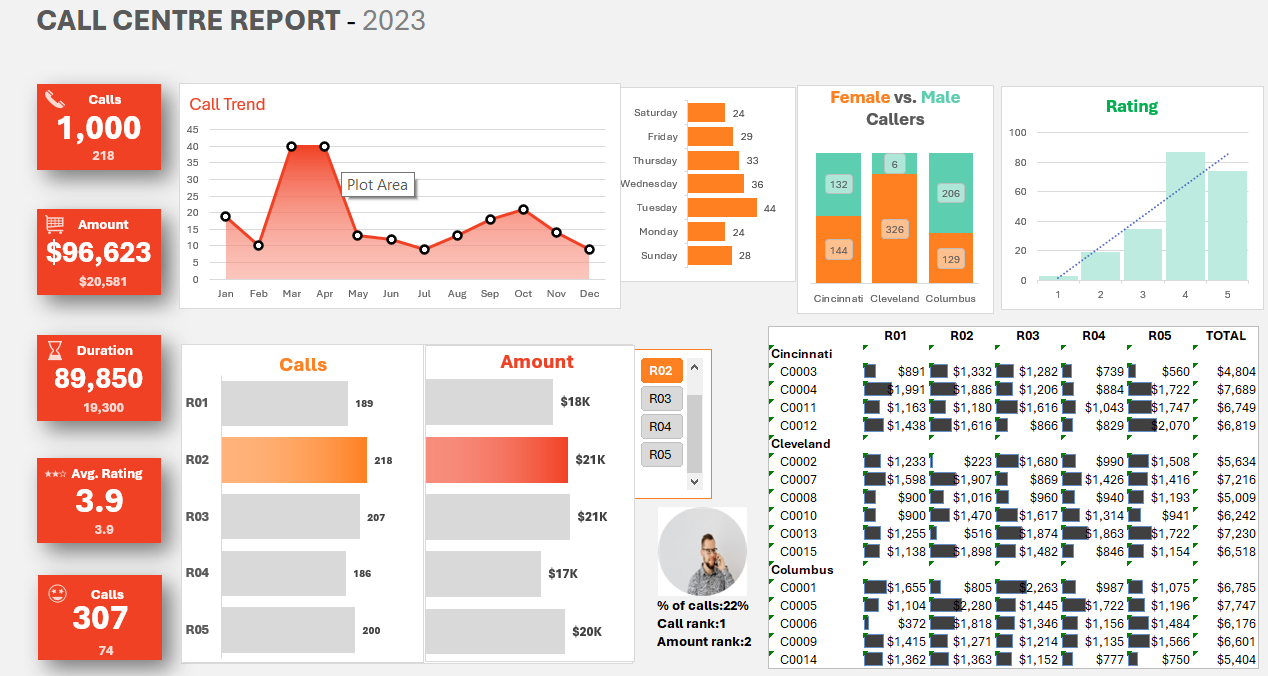 CALL CENTRE REPORT - 2023
Calls
1,000
218
Amount
$96,623
$20,581
Duration
89,850
19,300
Avg. Rating
3.9
3.9
Calls
307
74
Call Trend
45
40
35
30
25
20
15
10
5
0
Plot Area
Jan Feb Mar Apr May Jun Jul Aug Sep Oct Nov Dec
Saturday 24
Friday 29
Thursday 33
Wednesday 36
Tuesday 44
Monday 24
Sunday 28
Female vs. Male
Callers
132 6 206
144 326 129
Cincinnati Cleveland Columbus
Rating
100
80
60
40
20
0
1 2 3 4 5
Calls
R01 189
R02 218
R03 207
R04 186
R05 200
Amount
$18K
$21K
$21K
$17K
$20K
R02
R03
R04
R05
% of calls:22%
Call rank:1
Amount rank:2
R01 R02 R03 R04 R05 TOTAL
Cincinnati
C0003 $891 $1,332 $1,282 $739 $560 $4,804
C0004 $1,991 $1,886 $1,206 $884 $1,722 $7,689
C0011 $1,163 $1,180 $1,616 $1,043 $1,747 $6,749
C0012 $1,438 $1,616 $866 $829 $2,070 $6,819
Cleveland
C0002 $1,233 $223 $1,680 $990 $1,508 $5,634
C0007 $1,598 $1,907 $869 $1,426 $1,416 $7,216
C0008 $900 $1,016 $960 $940 $1,193 $5,009
C0010 $900 $1,470 $1,617 $1,314 $941 $6,242
C0013 $1,255 $516 $1,874 $1,863 $1,722 $7,230
C0015 $1,138 $1,898 $1,482 $846 $1,154 $6,518
Columbus
C0001 $1,655 $805 $2,263 $987 $1,075 $6,785
C0005 $1,104 $2,280 $1,445 $1,722 $1,196 $7,747
C0006 $372 $1,818 $1,346 $1,156 $1,484 $6,176
C0009 $1,415 $1,271 $1,214 $1,135 $1,566 $6,601
C0014 $1,362 $1,363 $1,152 $777 $750 $5,404